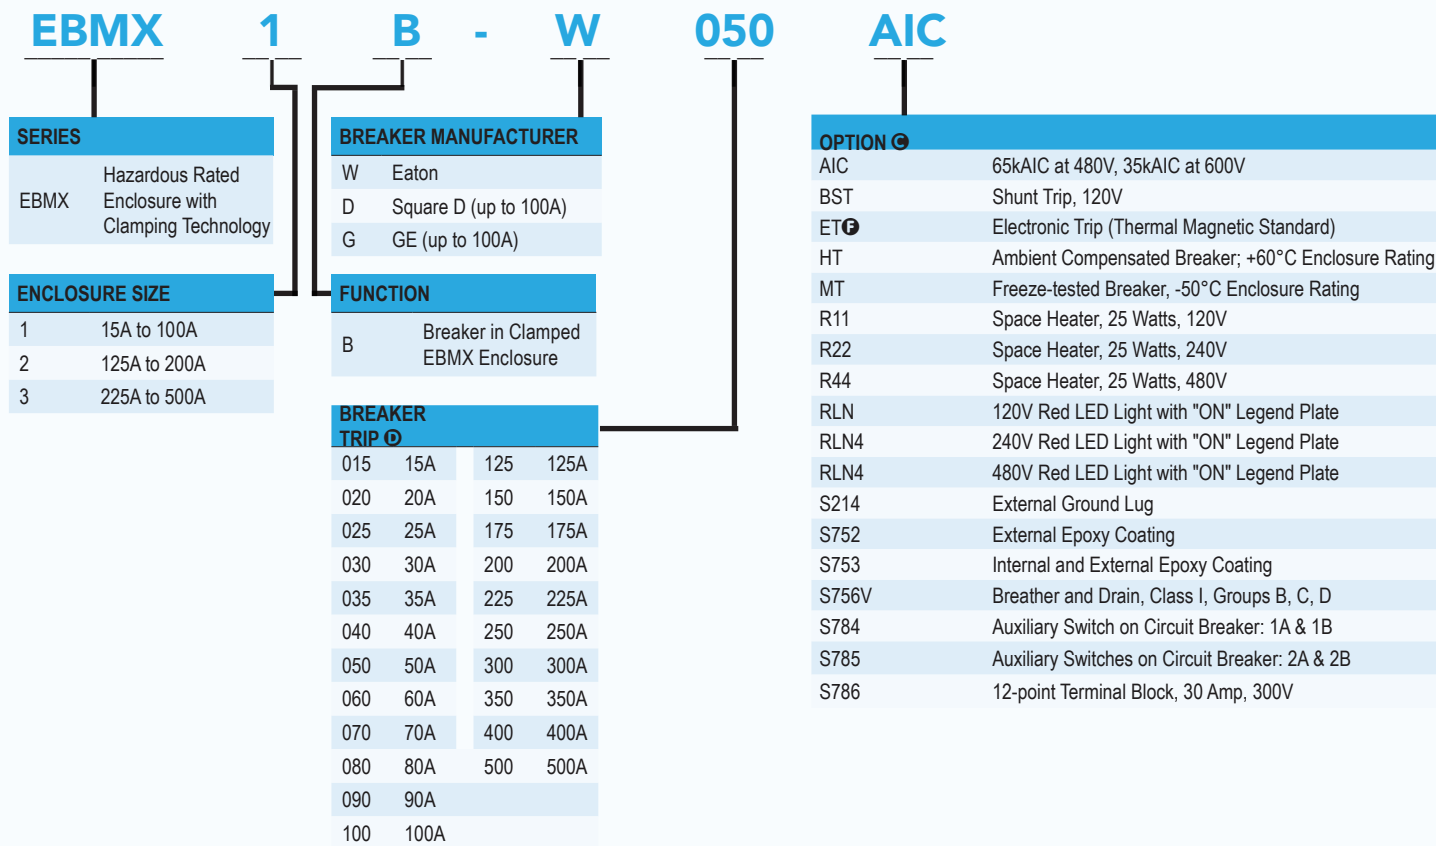 EBMX 1 B - W 050 AIC
SERIES
EBMX Hazardous Rated
Enclosure with
Clamping Technology
ENCLOSURE SIZE
1 15A to 100A
2 125A to 200A
3 225A to 500A
BREAKER MANUFACTURER
W Eaton
D Square D (up to 100A)
G GE (up to 100A)
FUNCTION
B Breaker in Clamped
EBMX Enclosure
BREAKER
TRIP D
015 15A 125 125A
020 20A 150 150A
025 25A 175 175A
030 30A 200 200A
035 35A 225 225A
040 40A 250 250A
050 50A 300 300A
060 60A 350 350A
070 70A 400 400A
080 80A 500 500A
090 90A
100 100A
OPTION C
AIC 65kAIC at 480V, 35kAIC at 600V
BST Shunt Trip, 120V
ET F Electronic Trip (Thermal Magnetic Standard)
HT Ambient Compensated Breaker; +60°C Enclosure Rating
MT Freeze-tested Breaker, -50°C Enclosure Rating
R11 Space Heater, 25 Watts, 120V
R22 Space Heater, 25 Watts, 240V
R44 Space Heater, 25 Watts, 480V
RLN 120V Red LED Light with "ON" Legend Plate
RLN4 240V Red LED Light with "ON" Legend Plate
RLN4 480V Red LED Light with "ON" Legend Plate
S214 External Ground Lug
S752 External Epoxy Coating
S753 Internal and External Epoxy Coating
S756V Breather and Drain, Class I, Groups B, C, D
S784 Auxiliary Switch on Circuit Breaker: 1A & 1B
S785 Auxiliary Switches on Circuit Breaker: 2A & 2B
S786 12-point Terminal Block, 30 Amp, 300V